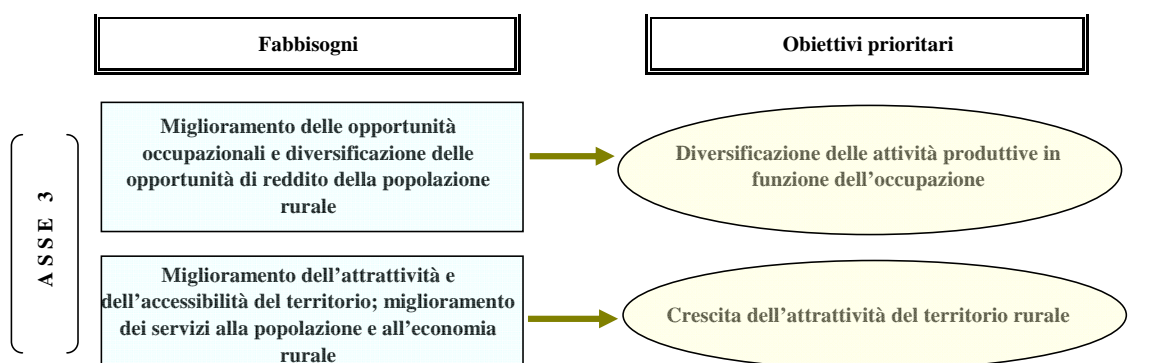 Fabbisogni
Obiettivi prioritari
ASSE 3
Miglioramento delle opportunità
occupazionali e diversificazione delle
opportunità di reddito della popolazione
rurale
Diversificazione delle attività produttive in
funzione dell’occupazione
Miglioramento dell’attrattività e
dell’accessibilità del territorio; miglioramento
dei servizi alla popolazione e all’economia
rurale
Crescita dell’attrattività del territorio rurale